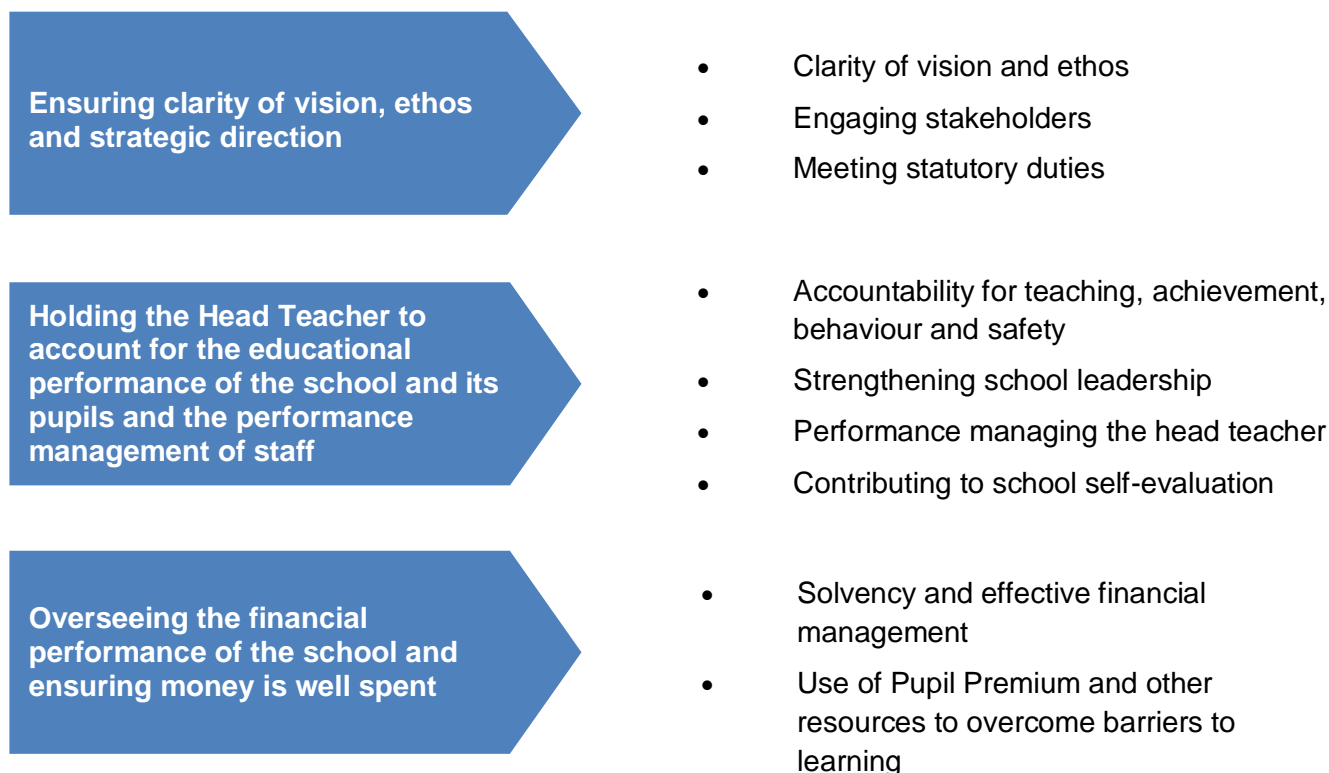 Ensuring clarity of vision, ethos
and strategic direction
• Clarity of vision and ethos
• Engaging stakeholders
• Meeting statutory duties
Holding the Head Teacher to
account for the educational
performance of the school and its
pupils and the performance
management of staff
• Accountability for teaching, achievement,
behaviour and safety
• Strengthening school leadership
• Performance managing the head teacher
• Contributing to school self-evaluation
Overseeing the financial
performance of the school and
ensuring money is well spent
• Solvency and effective financial
management
• Use of Pupil Premium and other
resources to overcome barriers to
learning